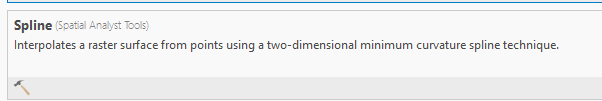 Spline (Spatial Analyst Tools)
Interpolates a raster surface from points using a two-dimensional minimum curvature spline technique.